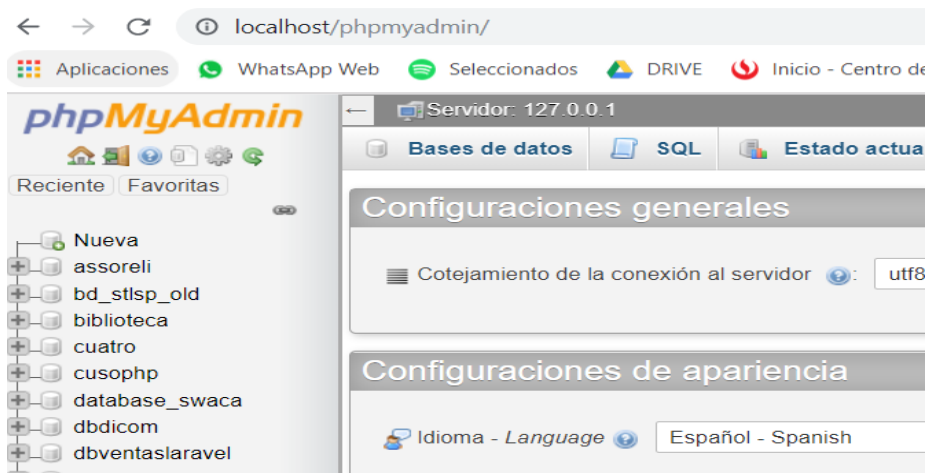 localhost/phpmyadmin/
Aplicaciones WhatsApp Web Seleccionados DRIVE Inicio - Centro de
phpMyAdmin
Reciente Favoritas
Nueva
assoreli
bd_stlsp_old
biblioteca
cuatro
cusophp
database_swaca
dbdicom
dbventaslaravel
Servidor: 127.0.0.1
Bases de datos SQL Estado actua
Configuraciones generales
Cotejamiento de la conexión al servidor : utf8
Configuraciones de apariencia
Idioma - Language Español - Spanish